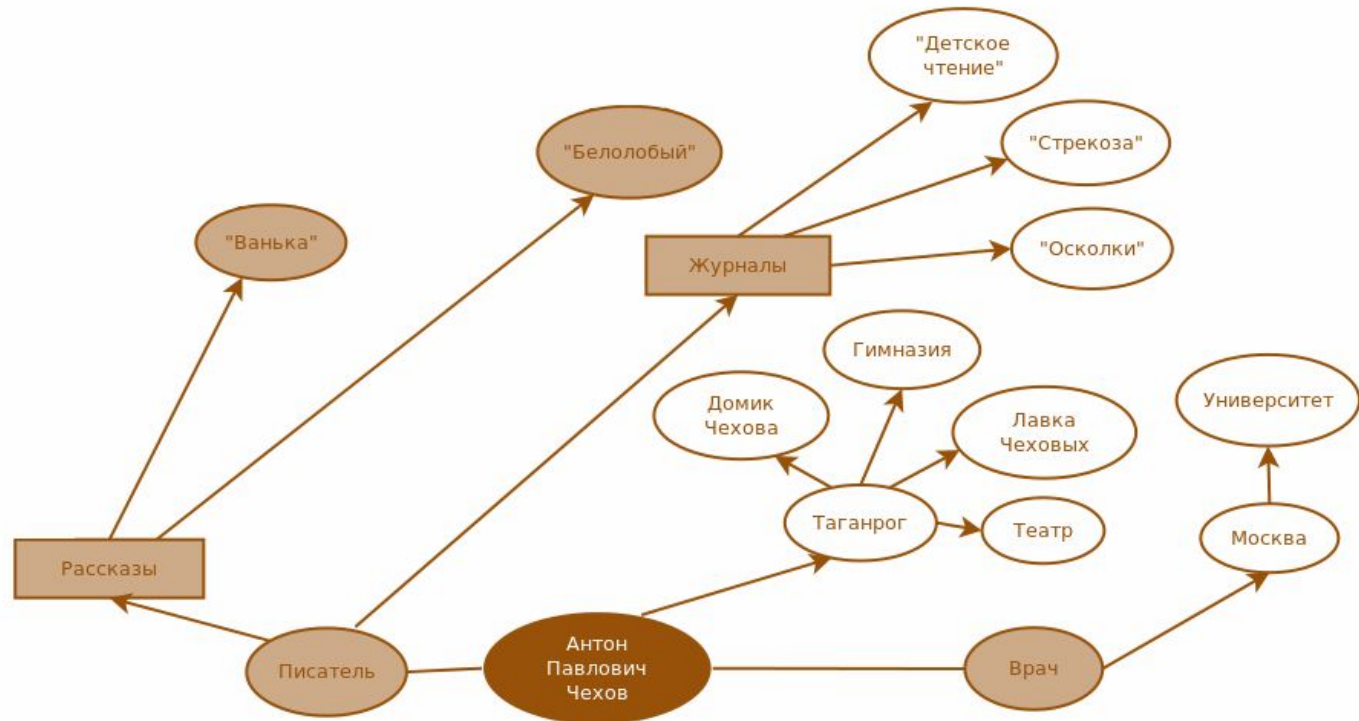 "Детское
чтение"
"Стрекоза"
"Белолобый"
"Ванька"
"Осколки"
Журналы
Гимназия
Домик
Чехова
Лавка
Чеховых
Университет
Таганрог
Театр
Москва
Рассказы
Писатель
Антон
Павлович
Чехов
Врач